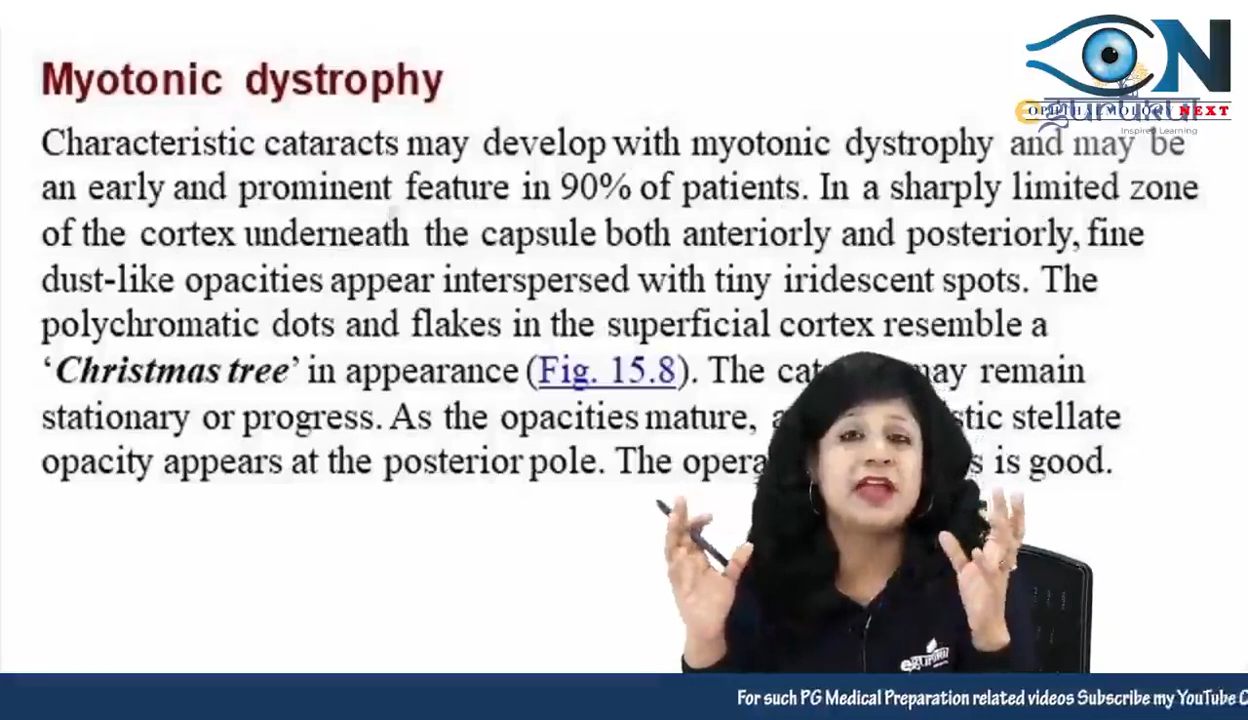 Myotonic dystrophy
Characteristic cataracts may develop with myotonic dystrophy and may be
an early and prominent feature in 90% of patients. In a sharply limited zone
of the cortex underneath the capsule both anteriorly and posteriorly, fine
dust-like opacities appear interspersed with tiny iridescent spots. The
polychromatic dots and flakes in the superficial cortex resemble a
‘Christmas tree’ in appearance (Fig. 15.8). The may remain
stationary or progress. As the opacities mature, stellate
opacity appears at the posterior pole. The is good.
N
NEXT
Inspired Learning
For such PG Medical Preparation related videos Subscribe my YouTube C